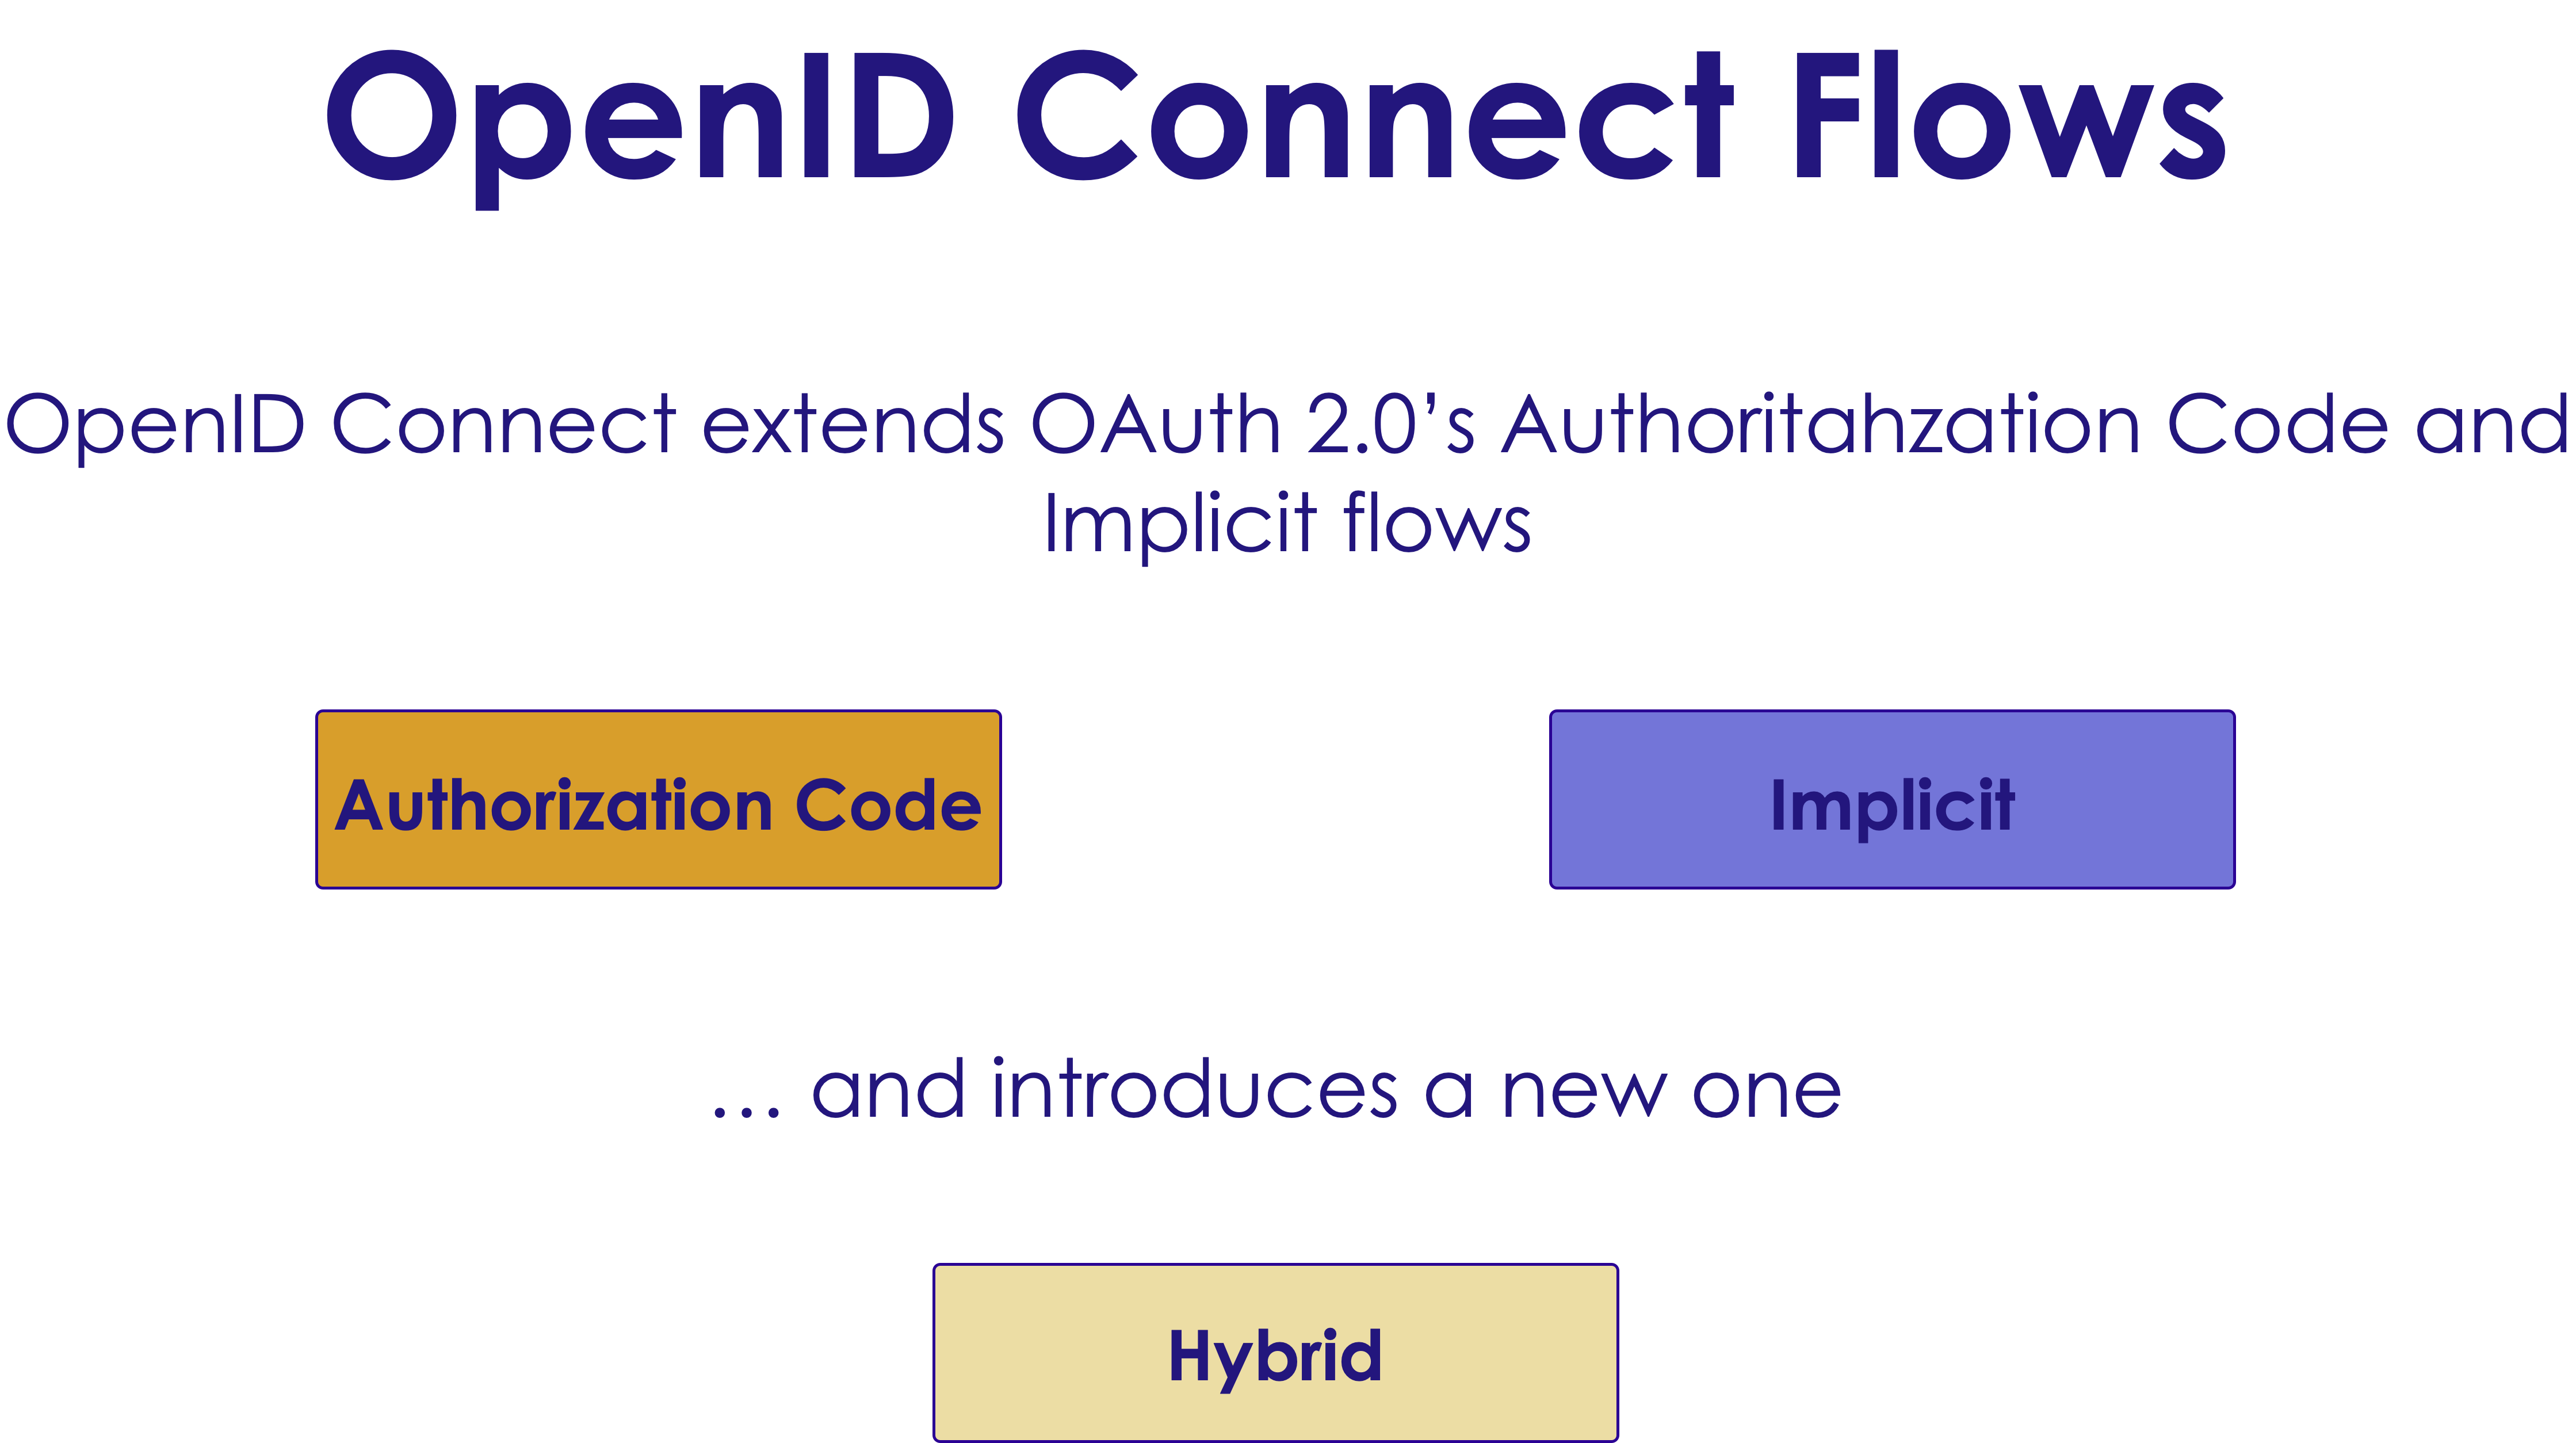 OpenID Connect Flows
OpenID Connect extends OAuth 2.0’s Authoritahzation Code and
Implicit flows
Authorization Code
Implicit
… and introduces a new one
Hybrid